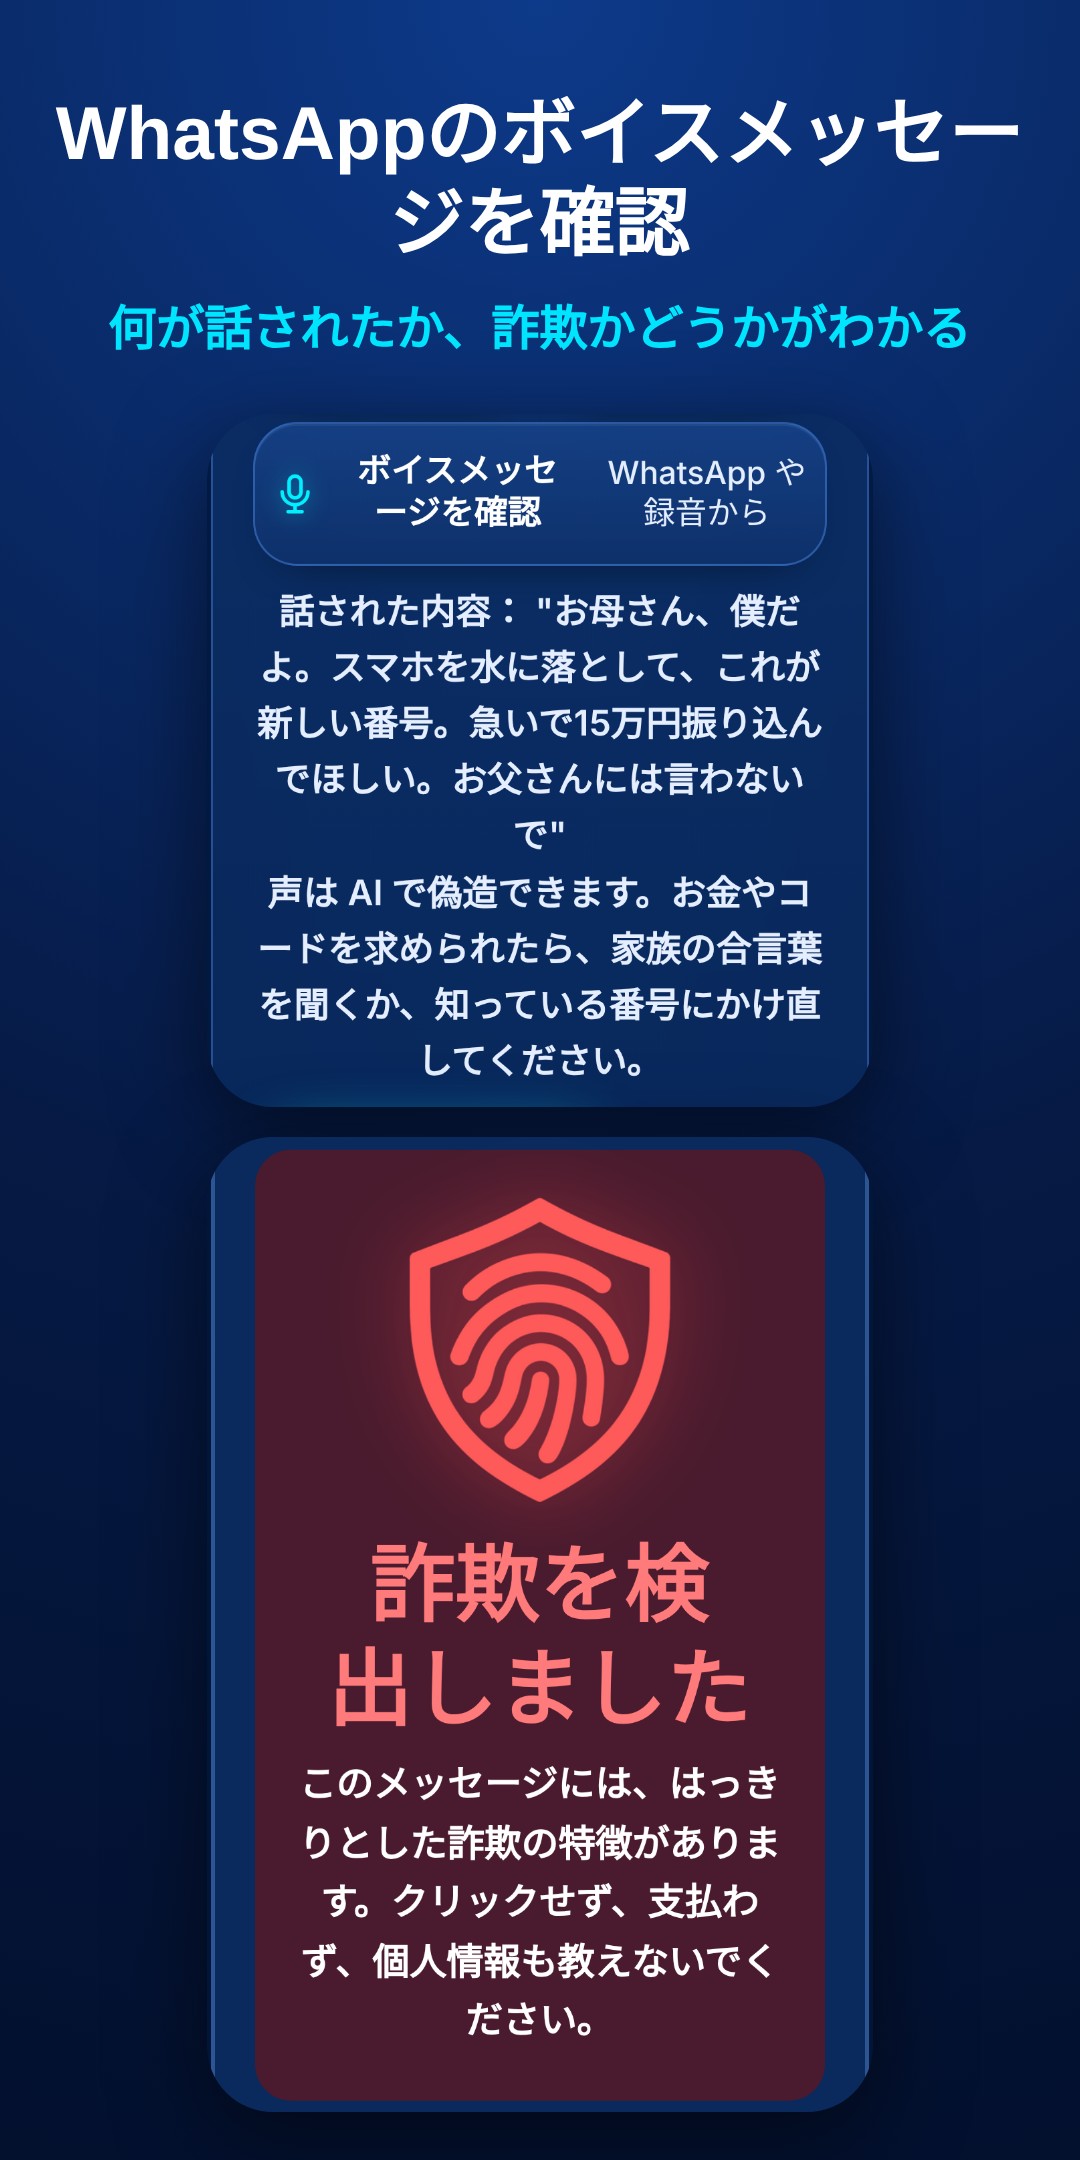 WhatsAppのボイスメッセー
ジを確認
何が話されたか、詐欺かどうかがわかる
ボイスメッセ
ージを確認
WhatsApp や
録音から
話された内容： "お母さん、僕だ
よ。スマホを水に落として、これが
新しい番号。急いで15万円振り込ん
でほしい。お父さんには言わない
で"
声は AI で偽造できます。お金やコ
ードを求められたら、家族の合言葉
を聞くか、知っている番号にかけ直
してください。
詐欺を検
出しました
このメッセージには、はっき
りとした詐欺の特徴がありま
す。クリックせず、支払わ
ず、個人情報も教えないでく
ださい。